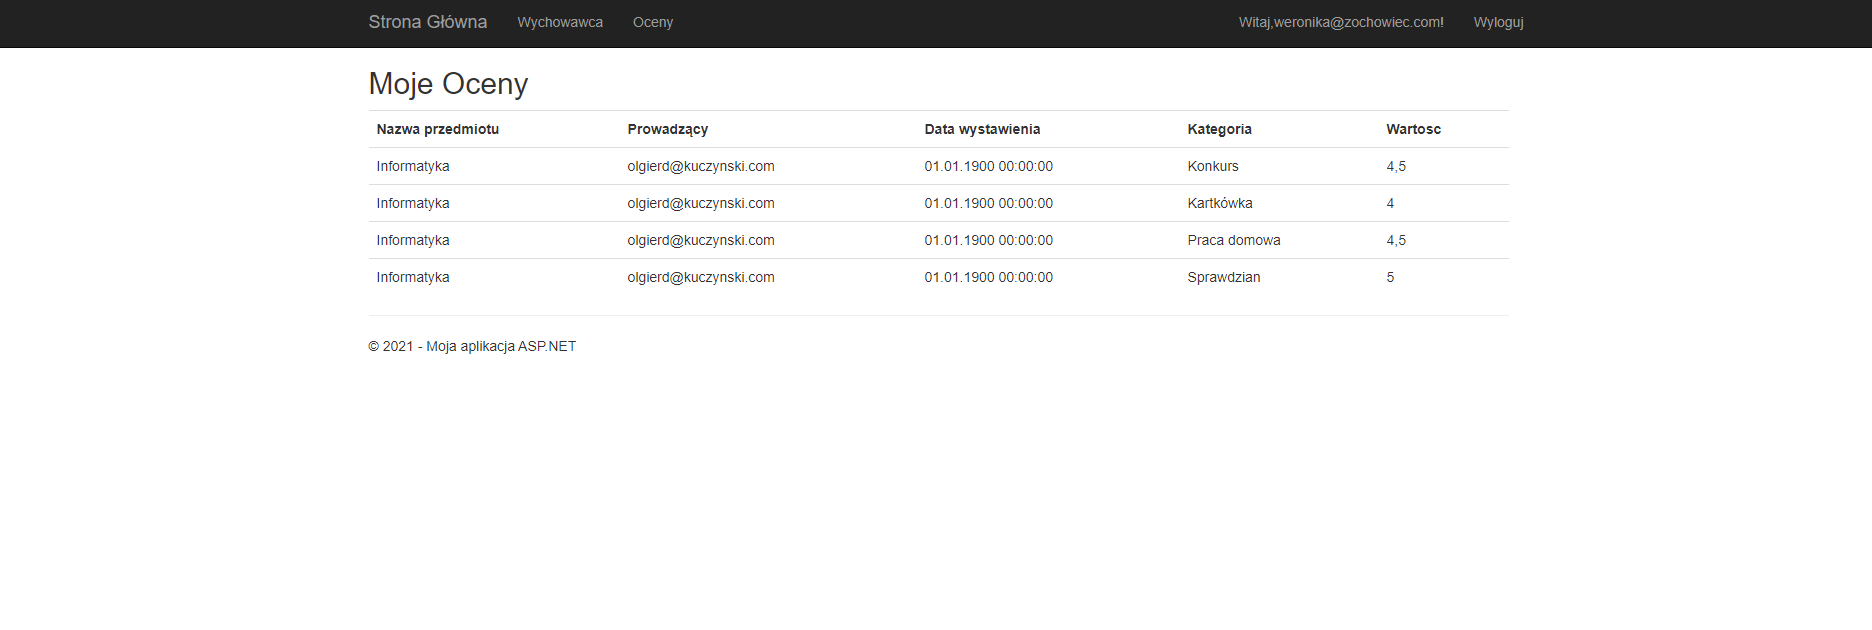 Strona Główna Wychowawca Oceny Witaj,weronika@zochowiec.com! Wyloguj
Moje Oceny
Nazwa przedmiotu Prowadzący Data wystawienia Kategoria Wartosc
Informatyka olgierd@kuczynski.com 01.01.1900 00:00:00 Konkurs 4,5
Informatyka olgierd@kuczynski.com 01.01.1900 00:00:00 Kartkówka 4
Informatyka olgierd@kuczynski.com 01.01.1900 00:00:00 Praca domowa 4,5
Informatyka olgierd@kuczynski.com 01.01.1900 00:00:00 Sprawdzian 5
© 2021 - Moja aplikacja ASP.NET